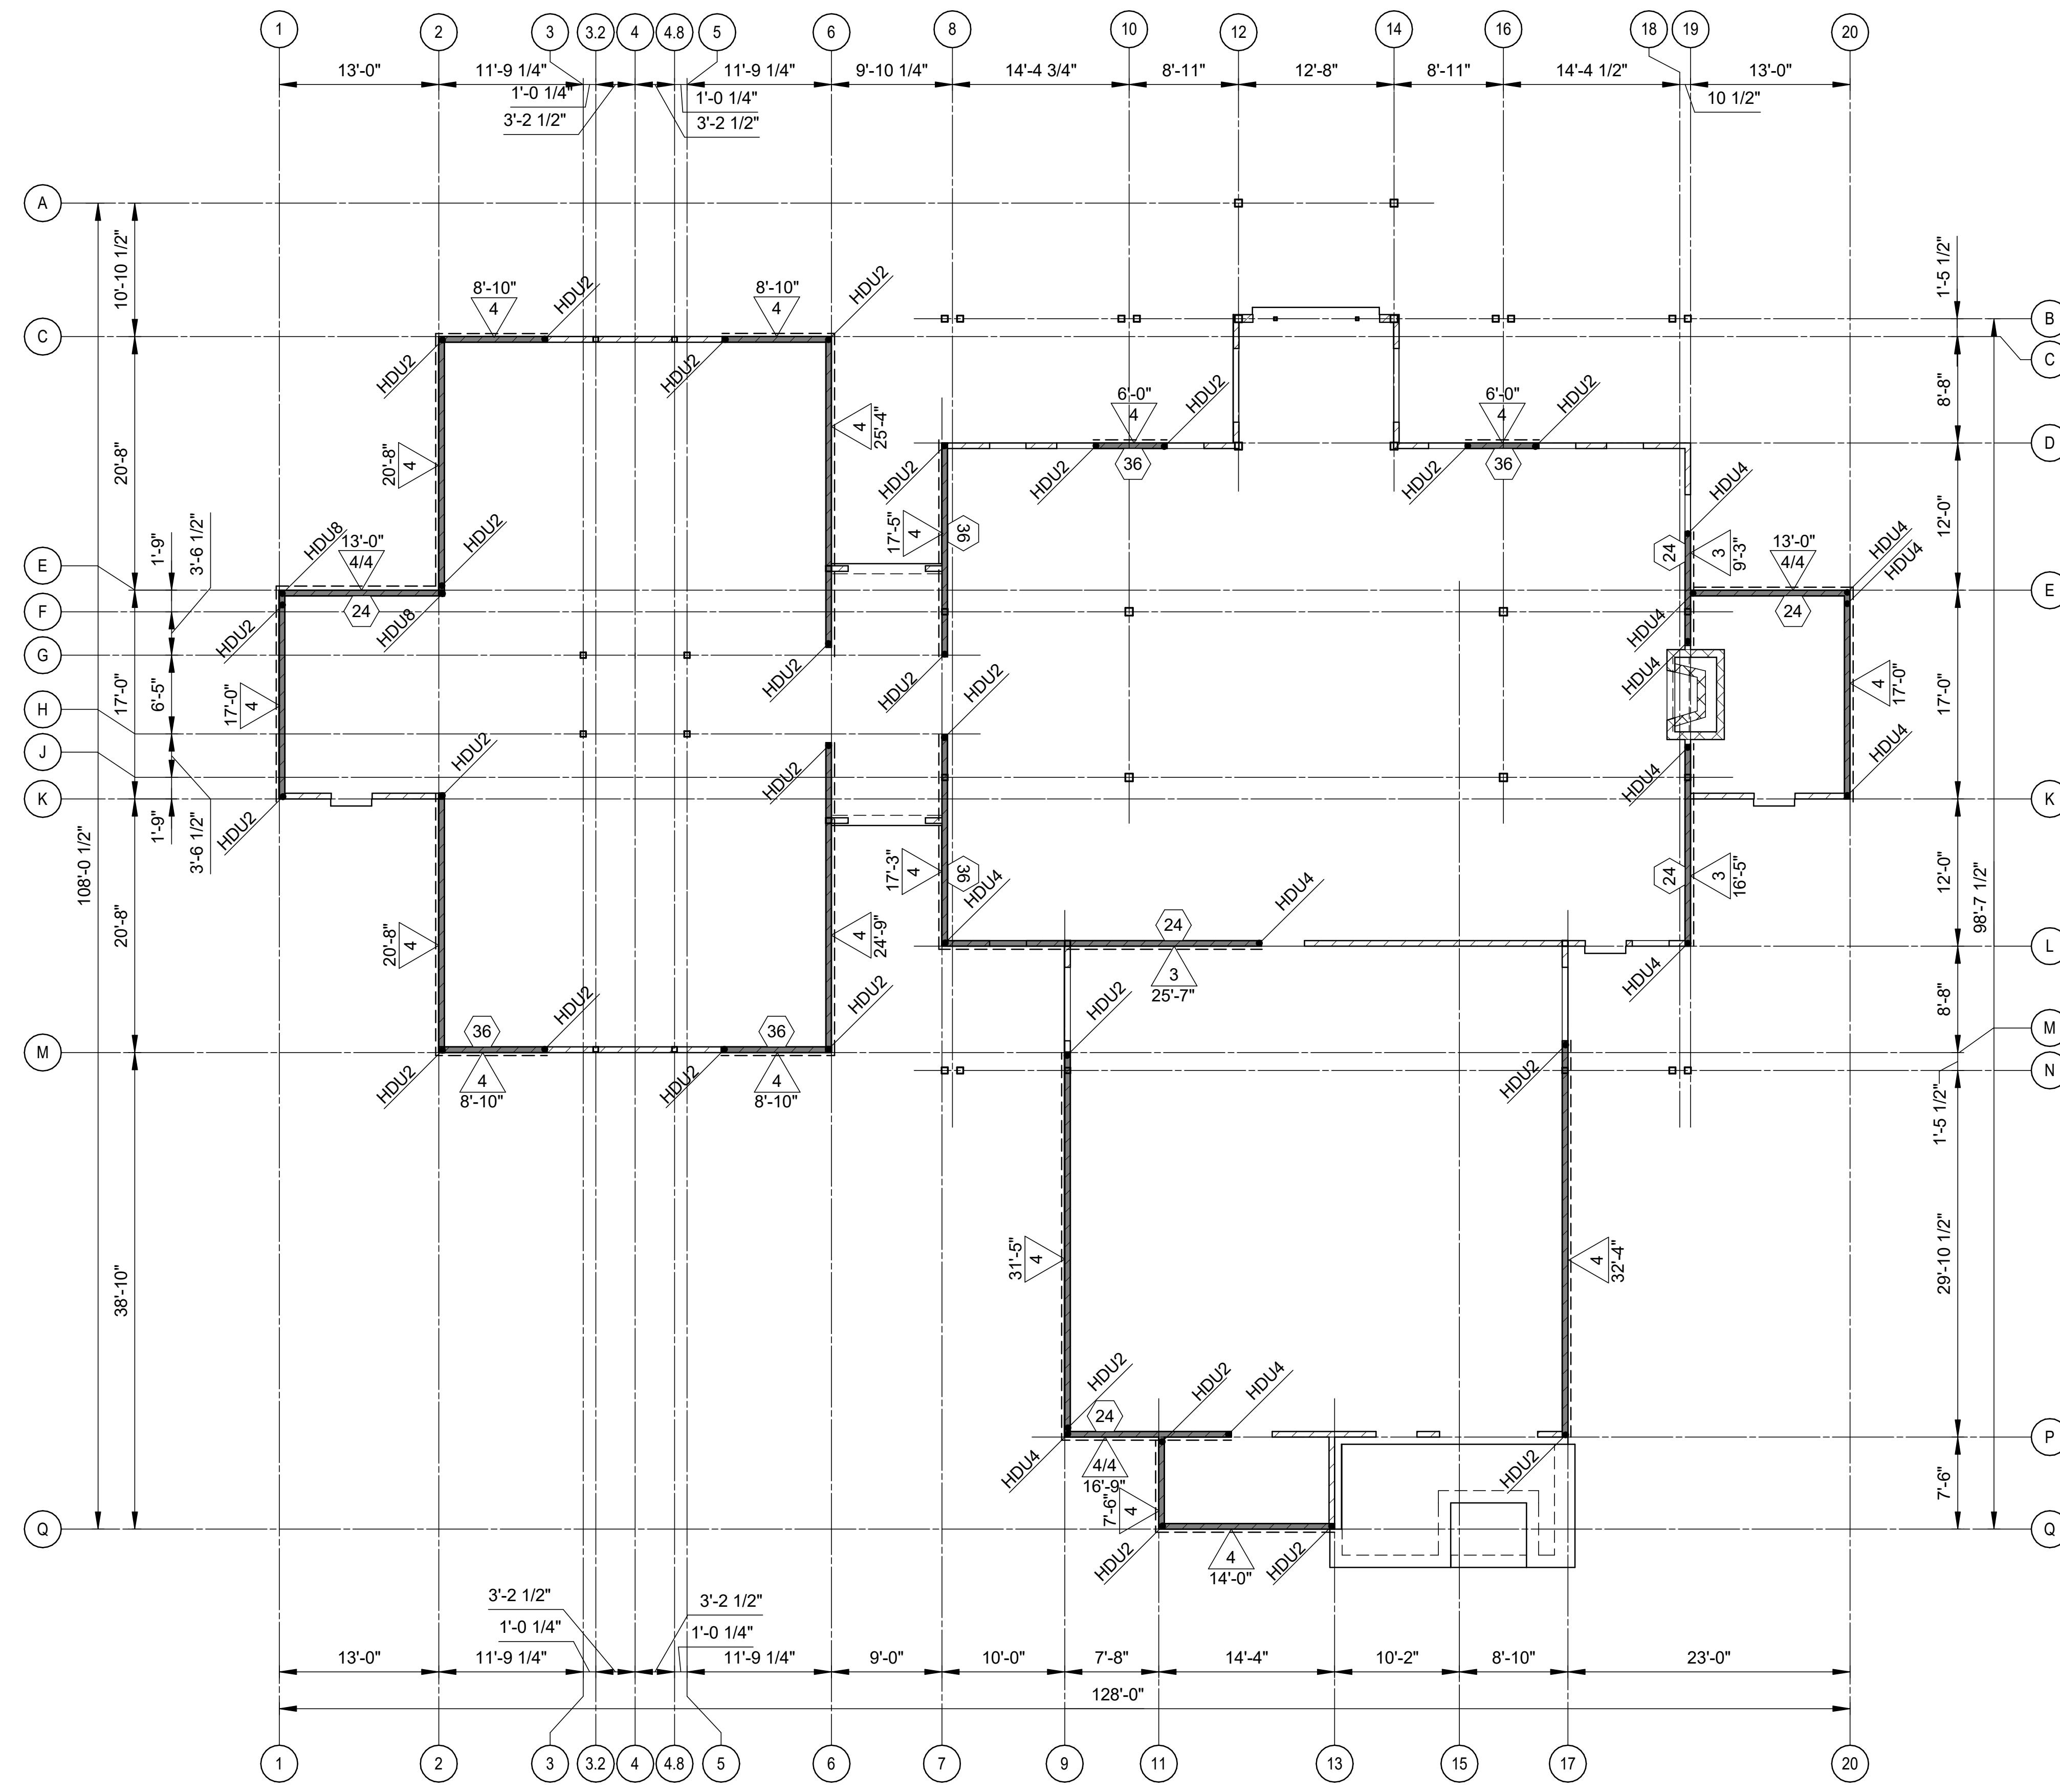 1 2 3 3.2 4 4.8 5 6 8 10 12 14 16 18 19 20
13'-0" 11'-9 1/4" 11'-9 1/4" 9'-10 1/4" 14'-4 3/4" 8'-11" 12'-8" 8'-11" 14'-4 1/2" 13'-0"
1'-0 1/4" 1'-0 1/4" 10 1/2"
3'-2 1/2" 3'-2 1/2"
A
10'-10 1/2"
1'-5 1/2"
8'-10" 4 HDU2 8'-10" 4 HDU2
B
C
C
HDU2 HDU2
8'-8"
20'-8"
20'-8" 4
4 25'-4"
6'-0" 4 HDU2
6'-0" 4 HDU2
D
HDU2 HDU2 36 HDU2 36
HDU4
12'-0"
1'-9"
3'-6 1/2"
HDU8 13'-0" 4/4 HDU2
17'-5" 4 36
24 3 9'-3" 13'-0" 4/4 HDU4
HDU4
E
E
F
24 HDU8
HDU2
HDU4 24
G
HDU2 HDU2 HDU2 HDU4
17'-0"
6'-5"
17'-0" 4
4 17'-0"
17'-0"
H
J
HDU2 HDU2 HDU4 HDU4
K
K
HDU2
1'-9"
3'-6 1/2"
108'-0 1/2"
17'-3" 4 36 HDU4 HDU4
24 3 16'-5"
12'-0"
98'-7 1/2"
20'-8"
20'-8" 4
4 24'-9"
24
3
25'-7"
HDU4
L
HDU2 HDU2 HDU2
8'-8"
M
36 36
M
4 4
8'-10" 8'-10"
HDU2 HDU2 HDU2
N
1'-5 1/2"
38'-10"
31'-5" 4
4 32'-4"
29'-10 1/2"
HDU2 HDU2 HDU4
24
P
HDU4 4/4 HDU2
16'-9"
7'-6" 4
7'-6"
Q
Q
HDU2 4 HDU2
14'-0"
3'-2 1/2" 3'-2 1/2"
1'-0 1/4" 1'-0 1/4"
13'-0" 11'-9 1/4" 11'-9 1/4" 9'-0" 10'-0" 7'-8" 14'-4" 10'-2" 8'-10" 23'-0"
128'-0"
1 2 3 3.2 4 4.8 5 6 7 9 11 13 15 17 20